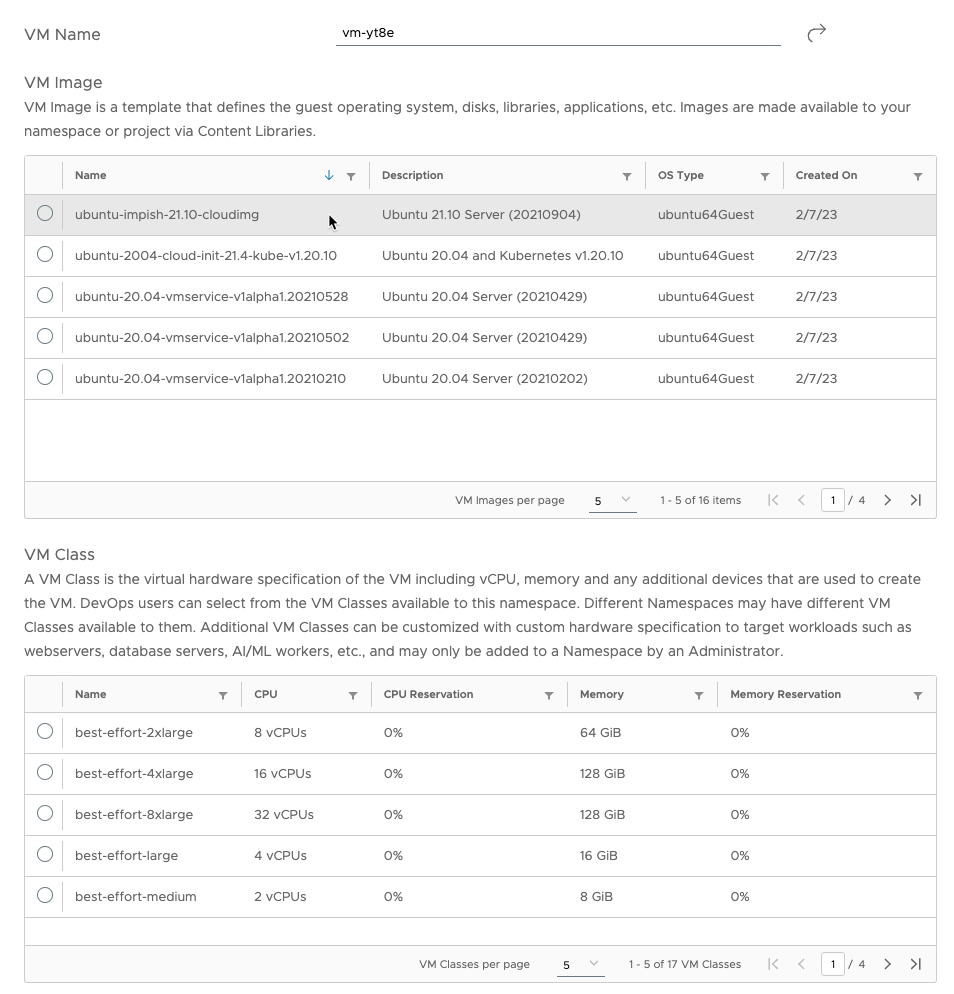 VM Name vm-yt8e
VM Image
VM Image is a template that defines the guest operating system, disks, libraries, applications, etc. Images are made available to your
namespace or project via Content Libraries.
Name Description OS Type Created On
ubuntu-impish-21.10-cloudimg Ubuntu 21.10 Server (20210904) ubuntu64Guest 2/7/23
ubuntu-2004-cloud-init-21.4-kube-v1.20.10 Ubuntu 20.04 and Kubernetes v1.20.10 ubuntu64Guest 2/7/23
ubuntu-20.04-vmservice-v1alpha1.20210528 Ubuntu 20.04 Server (20210429) ubuntu64Guest 2/7/23
ubuntu-20.04-vmservice-v1alpha1.20210502 Ubuntu 20.04 Server (20210429) ubuntu64Guest 2/7/23
ubuntu-20.04-vmservice-v1alpha1.20210210 Ubuntu 20.04 Server (20210202) ubuntu64Guest 2/7/23
VM Images per page 5 1 - 5 of 16 items 1 / 4
VM Class
A VM Class is the virtual hardware specification of the VM including vCPU, memory and any additional devices that are used to create
the VM. DevOps users can select from the VM Classes available to this namespace. Different Namespaces may have different VM
Classes available to them. Additional VM Classes can be customized with custom hardware specification to target workloads such as
webservers, database servers, AI/ML workers, etc., and may only be added to a Namespace by an Administrator.
Name CPU CPU Reservation Memory Memory Reservation
best-effort-2xlarge 8 vCPUs 0% 64 GiB 0%
best-effort-4xlarge 16 vCPUs 0% 128 GiB 0%
best-effort-8xlarge 32 vCPUs 0% 128 GiB 0%
best-effort-large 4 vCPUs 0% 16 GiB 0%
best-effort-medium 2 vCPUs 0% 8 GiB 0%
VM Classes per page 5 1 - 5 of 17 VM Classes 1 / 4